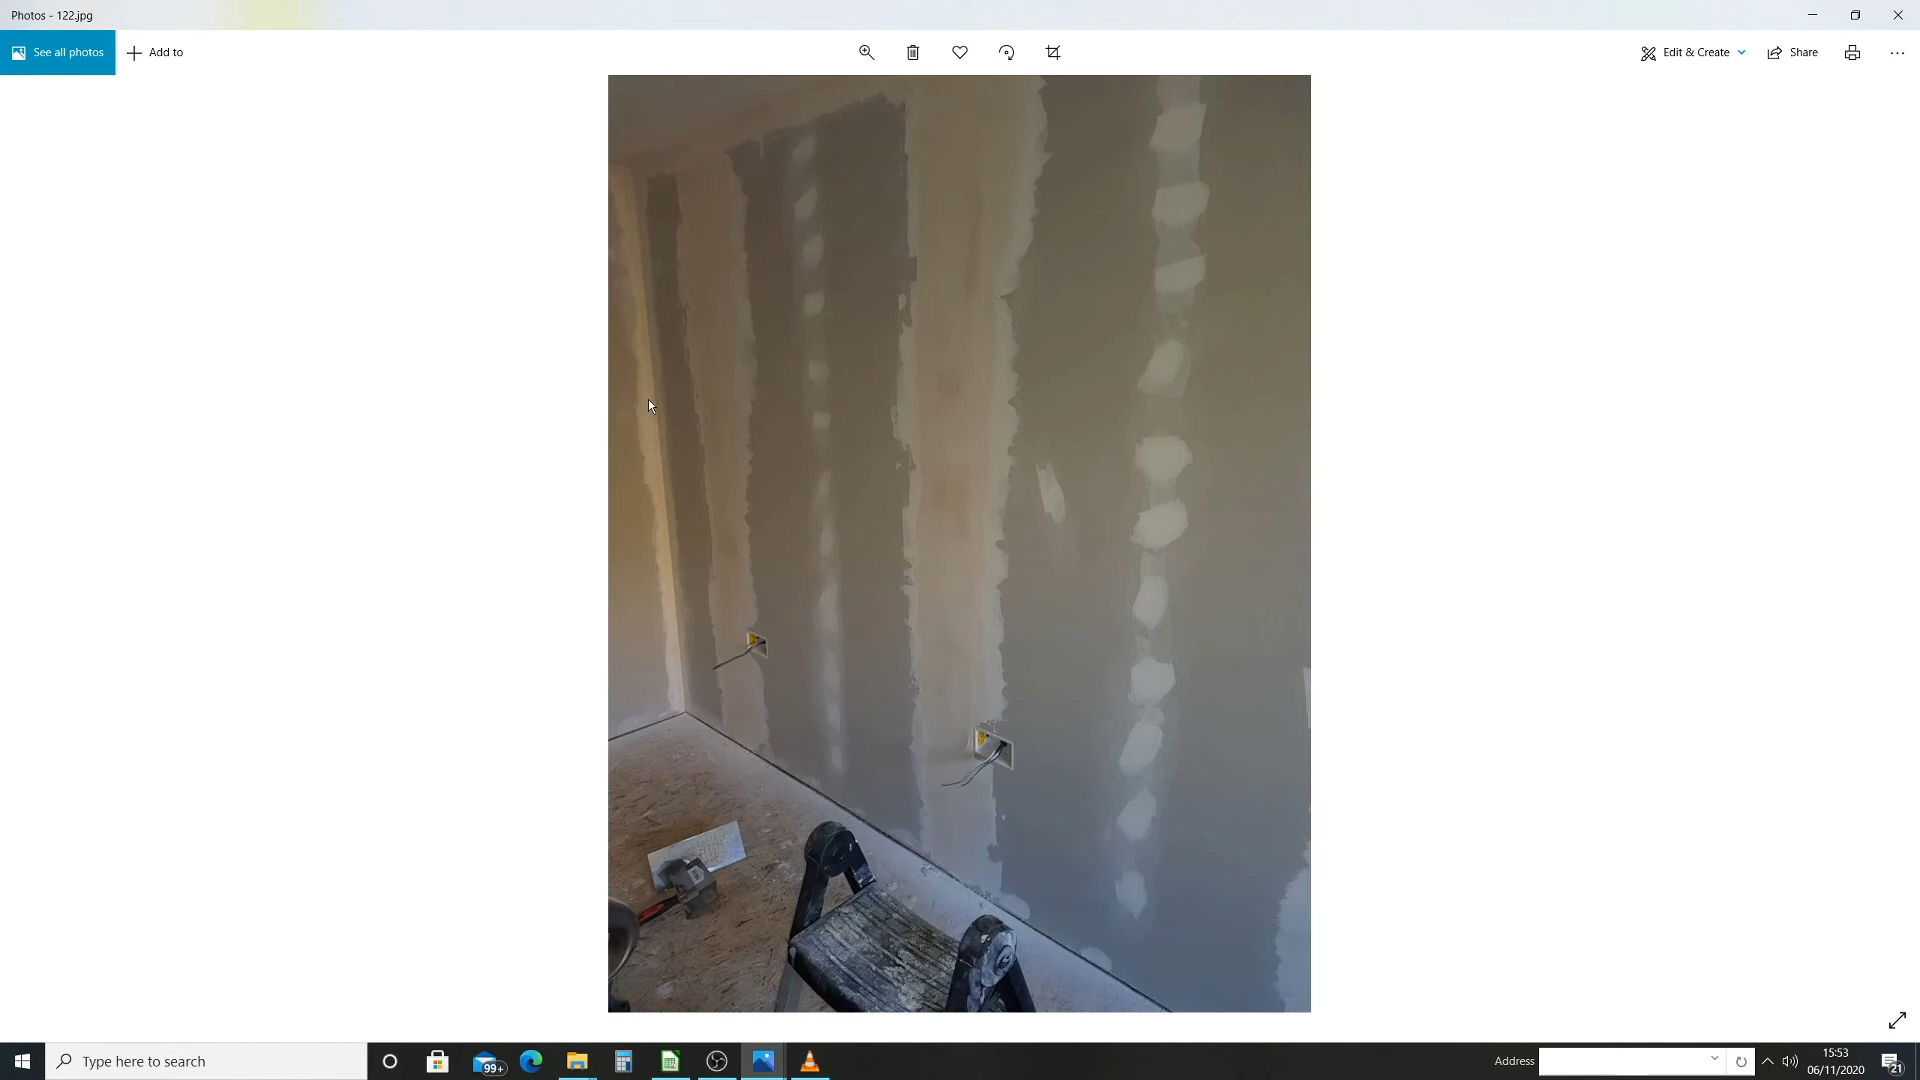 Photos - 122.jpg
See all photos
Add to
Edit & Create
Share
Type here to search
99+
Address
15:53
06/11/2020
21